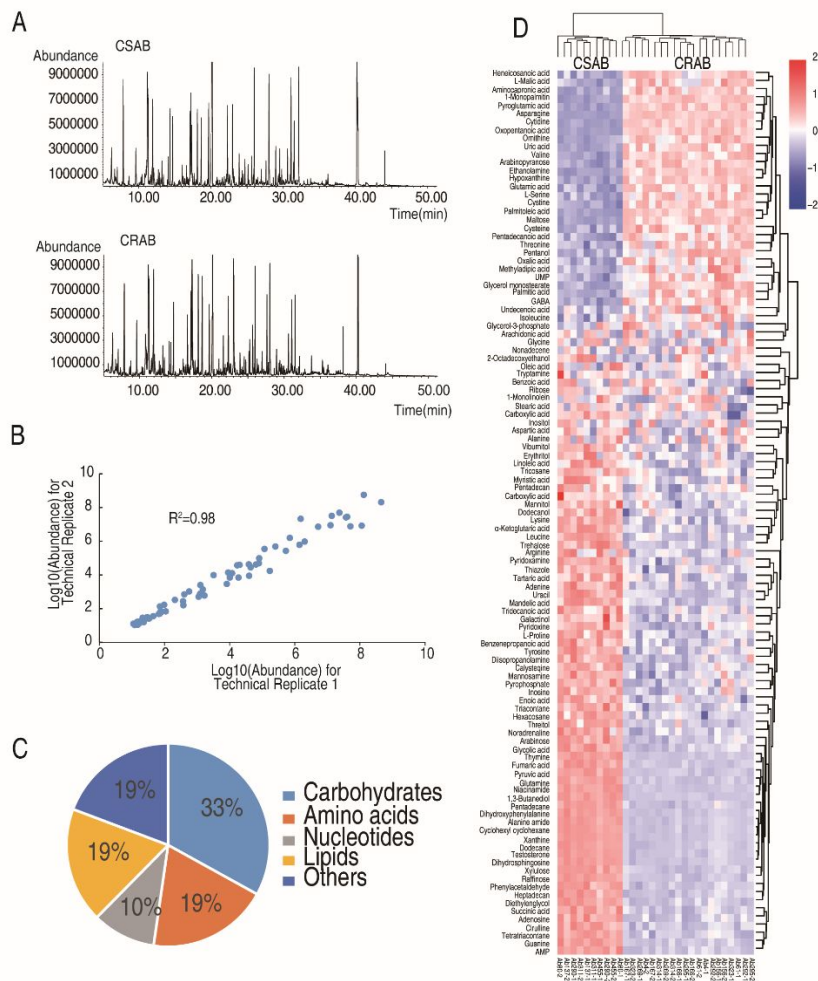 A
Abundance
CSAB
9000000
7000000
5000000
3000000
1000000
10.00 20.00 30.00 40.00 50.00
Time(min)
CRAB
Abundance
9000000
7000000
5000000
3000000
1000000
10.00 20.00 30.00 40.00 50.00
Time(min)
B
Log10(Abundance) for
Technical Replicate 2
10
8
6
4
2
0
R²=0.98
0 2 4 6 8 10
Log10(Abundance) for
Technical Replicate 1
C
33%
19%
10%
19%
19%
Carbohydrates
Amino acids
Nucleotides
Lipids
Others
D
CSAB CRAB
2
1
0
-1
-2
Heneicosanoic acid
L-Malic acid
Aminocaproic acid
1-Monopalmitin
Pyroglutamic acid
Asparagine
Cytidine
Oxopentanoic acid
Ornithine
Uric acid
Valine
Arabinopyranose
Ethanolamine
Hypoxanthine
Glutamic acid
L-Serine
Cystine
Palmitoleic acid
Maltose
Cysteine
Pentadecanoic acid
Threonine
Pentanol
Oxalic acid
Methyladipic acid
UMP
Glycerol monostearate
Palmitic acid
GABA
Undecenoic acid
Isoleucine
Glycerol-3-phosphate
Arachidonic acid
Glycine
Nonadecene
2-Octadecoxyethanol
Oleic acid
Tryptamine
Benzoic acid
Ribose
1-Monolinolein
Stearic acid
Carboxylic acid
Inositol
Aspartic acid
Alanine
Viburnitol
Erythritol
Linoleic acid
Tricosane
Myristic acid
Pentadecan
Carboxylic acid
Mannitol
Dodecanol
Lysine
α-Ketoglutaric acid
Leucine
Trehalose
Arginine
Pyridoxamine
Thiazole
Tartaric acid
Adenine
Uracil
Mandelic acid
Tridecanoic acid
Galactinol
Pyridoxine
L-Proline
Benzenepropanoic acid
Tyrosine
Diisopropanolamine
Calystegine
Mannosamine
Pyrophosphate
Inosine
Enoic acid
Triacontane
Hexacosane
Threitol
Noradrenaline
Arabinose
Glycolic acid
Thymine
Fumaric acid
Pyruvic acid
Glutamine
Niacinamide
1,3-Butanediol
Pentadecane
Dihydroxyphenylalanine
Alanine amide
Cyclohexyl cyclohexane
Xanthine
Dodecane
Testosterone
Dihydrosphingosine
Xylulose
Raffinose
Phenylacetaldehyde
Heptadecan
Diethylenglycol
Succinic acid
Adenosine
Cirulline
Tetratriacontane
Guanine
AMP